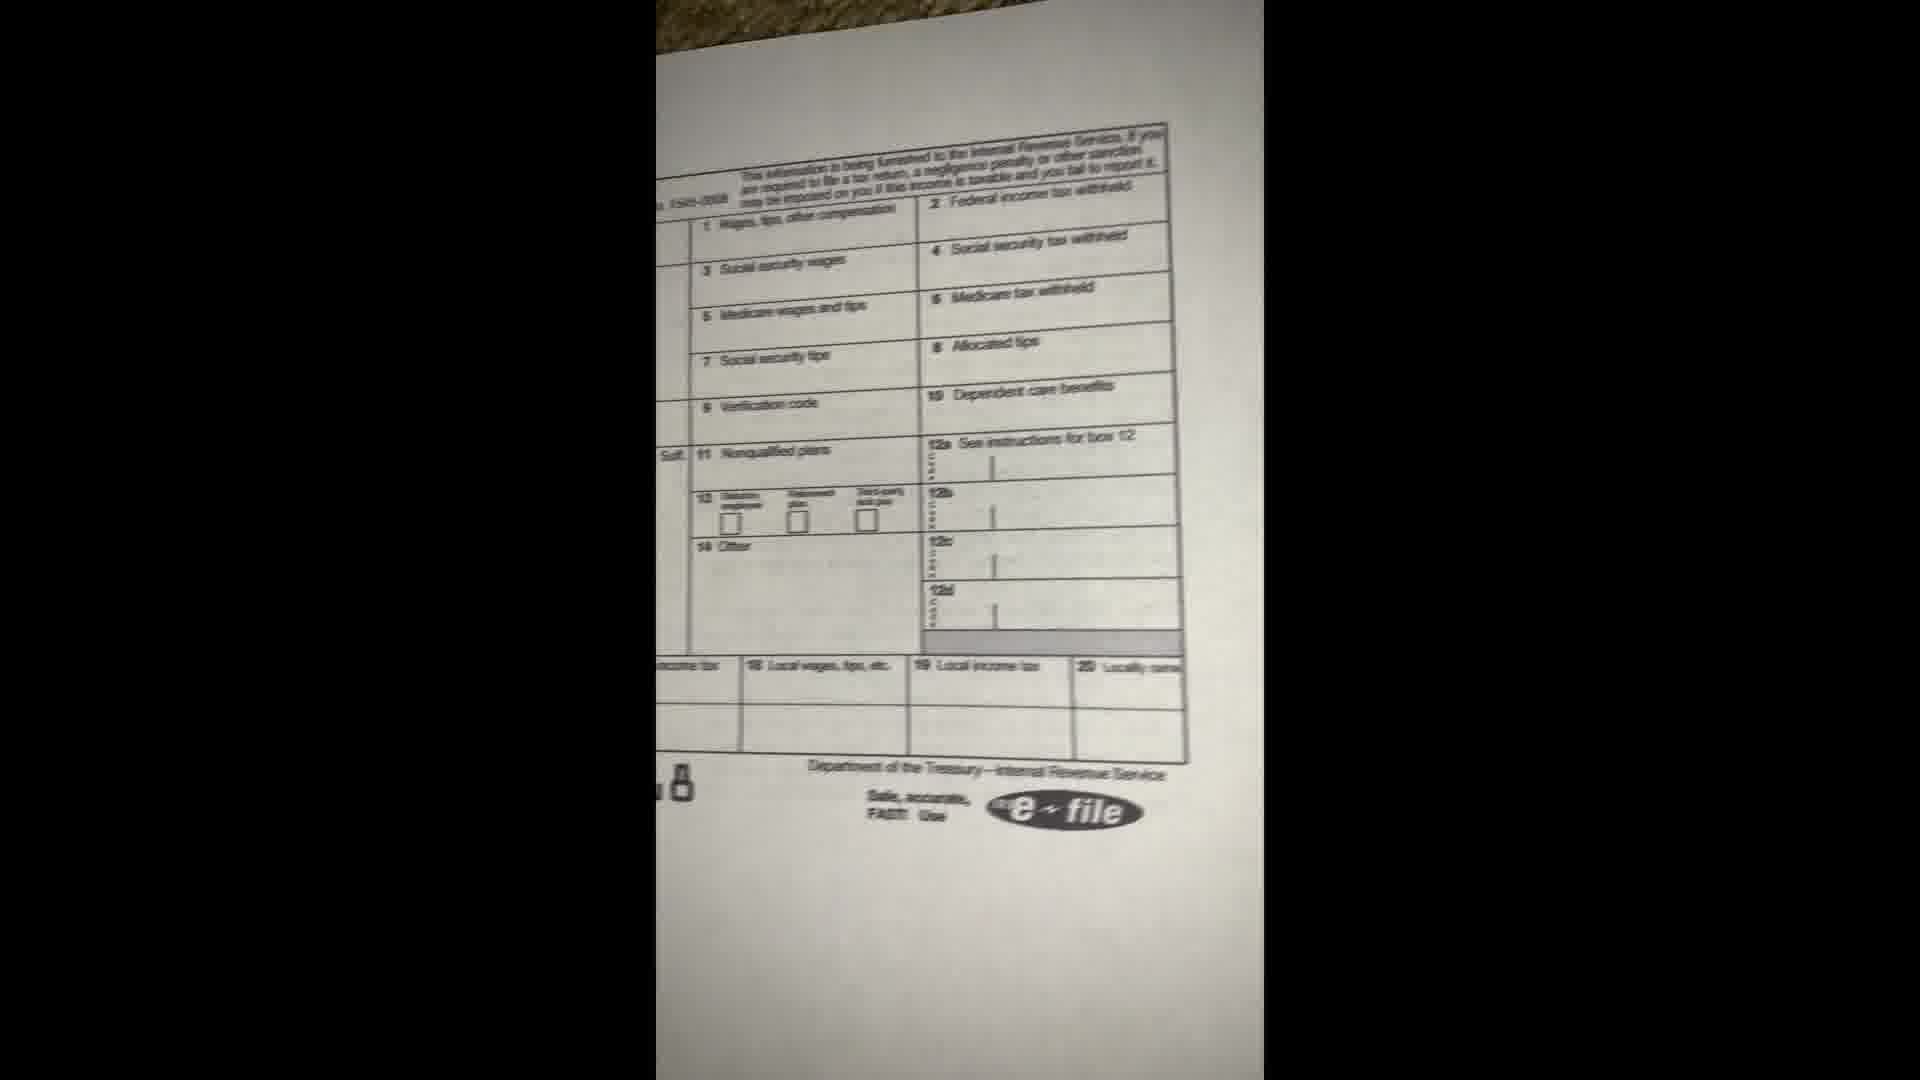 This information is being furnished to the Internal Revenue Service. If you
are required to file a tax return, a negligence penalty or other sanction
may be imposed on you if this income is taxable and you fail to report it.
1545-0008
1 Wages, tips, other compensation
2 Federal income tax withheld
3 Social security wages
4 Social security tax withheld
5 Medicare wages and tips
6 Medicare tax withheld
7 Social security tips
8 Allocated tips
9 Verification code
10 Dependent care benefits
Suff.
11 Nonqualified plans
12a See instructions for box 12
13 Statutory employee
Retirement plan
Third-party sick pay
12b
14 Other
12c
12d
income tax
18 Local wages, tips, etc.
19 Local income tax
20 Locality name
Department of the Treasury—Internal Revenue Service
8
Safe, accurate,
FAST! Use
e~file